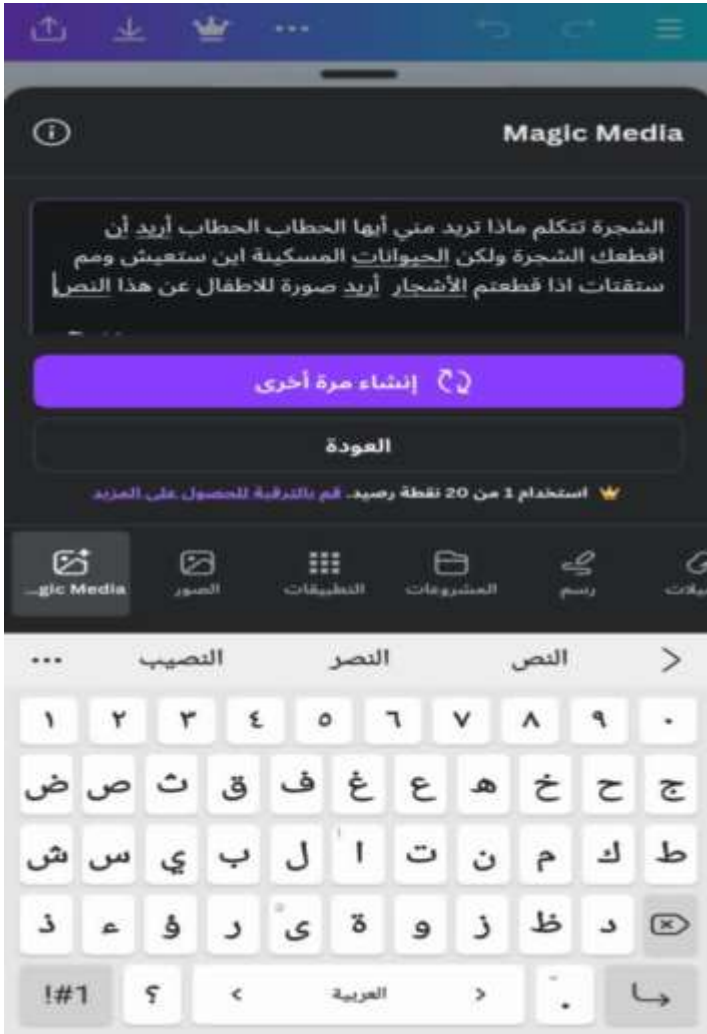 Magic Media
الشجرة تتكلم ماذا تريد مني أيها الحطاب الحطاب أريد أن
اقطعك الشجرة ولكن الحيوانات المسكينة اين ستعيش ومم
ستقتات اذا قطعتم الأشجار أريد صورة للاطفال عن هذا النص
إنشاء مرة أخرى
العودة
استخدام 1 من 20 نقطة رصيد. قم بالترقية للحصول على المزيد
رسم المشروعات التطبيقات الصور ...gic Media
النص النصر النصيب
١ ٢ ٣ ٤ ٥ ٦ ٧ ٨ ٩ ٠
ض ص ث ق ف غ ع ه خ ح ج
ش س ي ب ل ا ت ن م ك ط
ذ ء ؤ ر ى ة و ز ظ د
!#1 ؟ < العربية > .